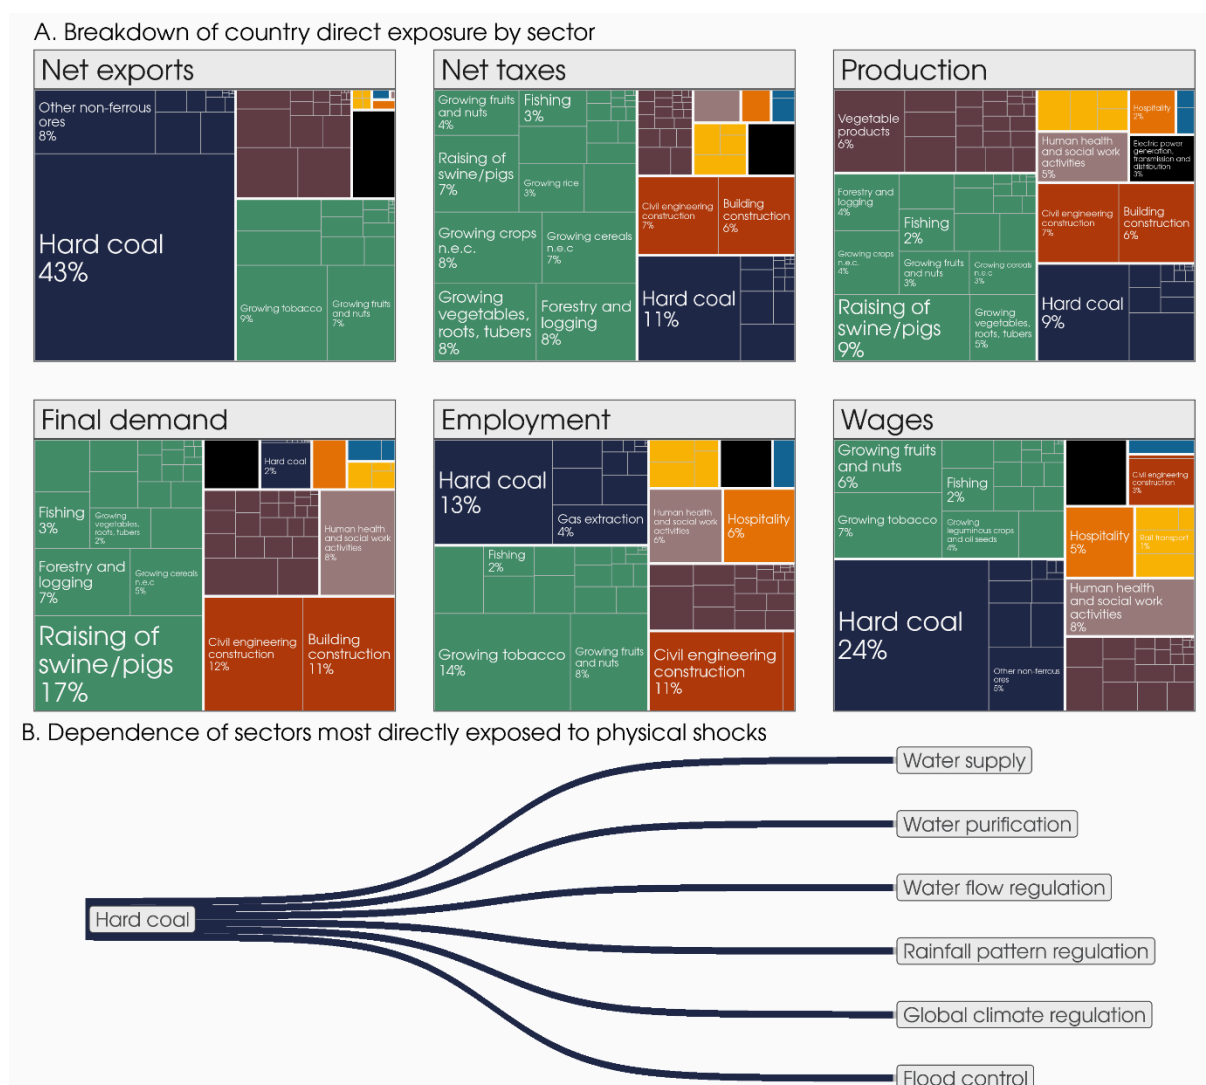 A. Breakdown of country direct exposure by sector
Net exports
Other non-ferrous
ores
8%
Hard coal
43%
Growing tobacco
9%
Growing fruits
and nuts
7%
Net taxes
Growing fruits
and nuts
4%
Fishing
3%
Raising of
swine/pigs
7%
Growing rice
3%
Growing crops
n.e.c.
8%
Growing cereals
n.e.c
7%
Growing
vegetables,
roots, tubers
8%
Forestry and
logging
8%
Civil engineering
construction
7%
Building
construction
6%
Hard coal
11%
Production
Vegetable
products
6%
Forestry and
logging
4%
Fishing
2%
Growing crops
n.e.c.
4%
Growing fruits
and nuts
3%
Growing cereals
n.e.c
3%
Raising of
swine/pigs
9%
Growing
vegetables,
roots, tubers
5%
Hospitality
2%
Human health
and social work
activities
5%
Electric power
generation,
transmission and
distribution
3%
Civil engineering
construction
7%
Building
construction
6%
Hard coal
9%
Final demand
Fishing
3%
Growing
vegetables,
roots, tubers
2%
Forestry and
logging
7%
Growing cereals
n.e.c
5%
Raising of
swine/pigs
17%
Hard coal
2%
Human health
and social work
activities
8%
Civil engineering
construction
12%
Building
construction
11%
Employment
Hard coal
13%
Gas extraction
4%
Fishing
2%
Growing tobacco
14%
Growing fruits
and nuts
8%
Human health
and social work
activities
6%
Hospitality
6%
Civil engineering
construction
11%
Wages
Growing fruits
and nuts
6%
Fishing
2%
Growing tobacco
7%
Growing
leguminous crops
and oil seeds
4%
Hard coal
24%
Other non-ferrous
ores
5%
Civil engineering
construction
3%
Hospitality
5%
Rail transport
1%
Human health
and social work
activities
8%
B. Dependence of sectors most directly exposed to physical shocks
Water supply
Water purification
Water flow regulation
Hard coal
Rainfall pattern regulation
Global climate regulation
Flood control